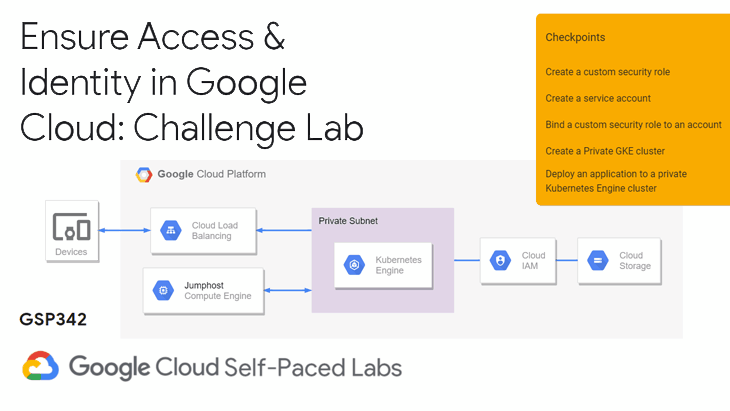 Ensure Access &
Identity in Google
Cloud: Challenge Lab
Checkpoints
Create a custom security role
Create a service account
Bind a custom security role to an account
Create a Private GKE cluster
Deploy an application to a private
Kubernetes Engine cluster
Google Cloud Platform
Devices
Cloud Load
Balancing
Jumphost
Compute Engine
Private Subnet
Kubernetes
Engine
Cloud
IAM
Cloud
Storage
GSP342
Google Cloud Self-Paced Labs